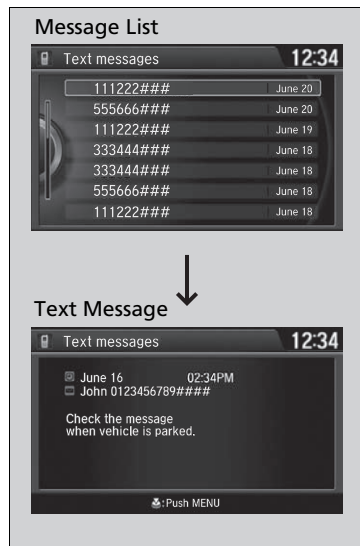 Message List
Text messages 12:34
111222### June 20
555666### June 20
111222### June 19
333444### June 18
333444### June 18
555666### June 18
111222### June 18
Text Message
Text messages 12:34
June 16 02:34PM
John 0123456789####
Check the message
when vehicle is parked.
:Push MENU